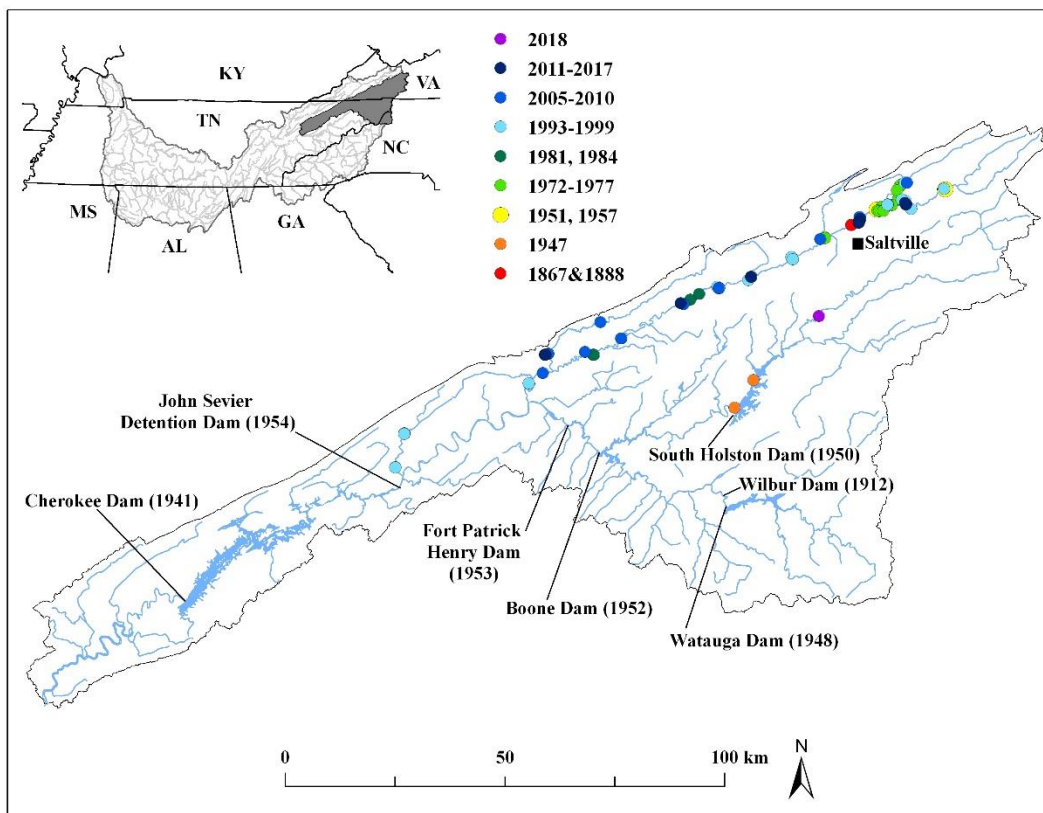 KY
VA
TN
NC
MS
AL
GA
2018
2011-2017
2005-2010
1993-1999
1981, 1984
1972-1977
1951, 1957
1947
1867&1888
Saltville
John Sevier
Detention Dam (1954)
Cherokee Dam (1941)
South Holston Dam (1950)
Wilbur Dam (1912)
Fort Patrick
Henry Dam
(1953)
Boone Dam (1952)
Watauga Dam (1948)
0
50
100 km
N